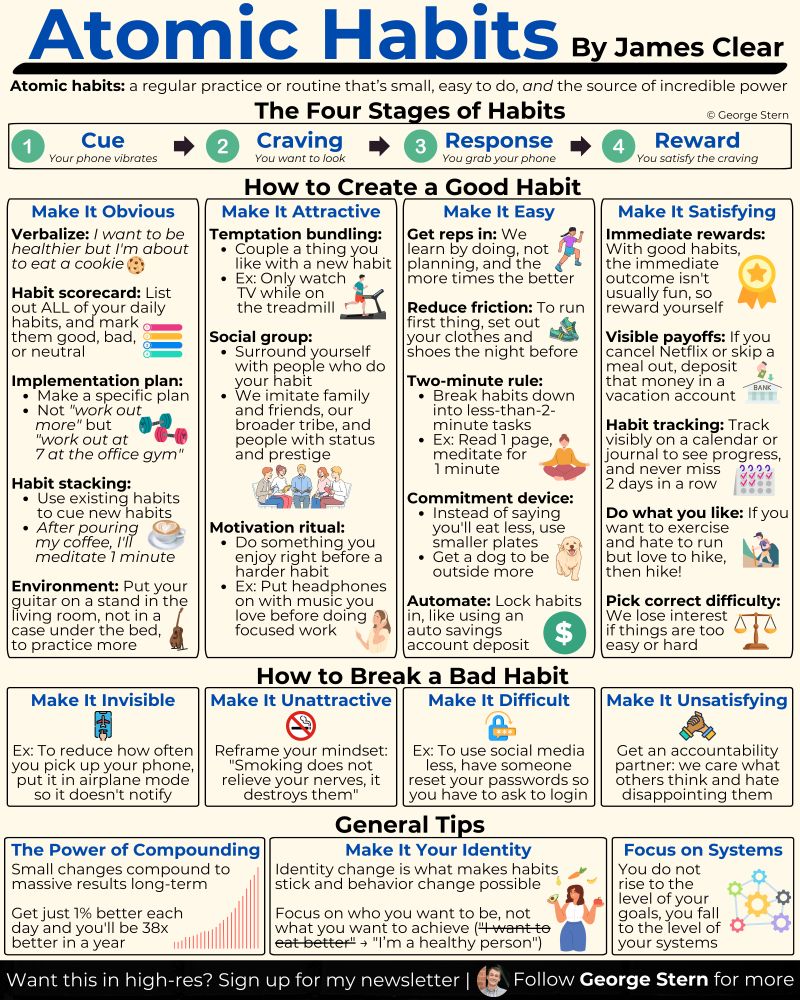 Atomic Habits By James Clear
Atomic habits: a regular practice or routine that's small, easy to do, and the source of incredible power
The Four Stages of Habits
© George Stern
1 Cue
Your phone vibrates
2 Craving
You want to look
3 Response
You grab your phone
4 Reward
You satisfy the craving
How to Create a Good Habit
Make It Obvious
Verbalize: I want to be
healthier but I'm about
to eat a cookie
Habit scorecard: List
out ALL of your daily
habits, and mark
them good, bad,
or neutral
Implementation plan:
• Make a specific plan
• Not "work out
more" but
"work out at
7 at the office gym"
Habit stacking:
• Use existing habits
to cue new habits
• After pouring
my coffee, I'll
meditate 1 minute
Environment: Put your
guitar on a stand in the
living room, not in a
case under the bed,
to practice more
Make It Attractive
Temptation bundling:
• Couple a thing you
like with a new habit
• Ex: Only watch
TV while on
the treadmill
Social group:
• Surround yourself
with people who do
your habit
• We imitate family
and friends, our
broader tribe, and
people with status
and prestige
Motivation ritual:
• Do something you
enjoy right before a
harder habit
• Ex: Put headphones
on with music you
love before doing
focused work
Make It Easy
Get reps in: We
learn by doing, not
planning, and the
more times the better
Reduce friction: To run
first thing, set out
your clothes and
shoes the night before
Two-minute rule:
• Break habits down
into less-than-2-
minute tasks
• Ex: Read 1 page,
meditate for
1 minute
Commitment device:
• Instead of saying
you'll eat less, use
smaller plates
• Get a dog to be
outside more
Automate: Lock habits
in, like using an
auto savings
account deposit
$
Make It Satisfying
Immediate rewards:
With good habits,
the immediate
outcome isn't
usually fun, so
reward yourself
Visible payoffs: If you
cancel Netflix or skip a
meal out, deposit
that money in a
vacation account
BANK
Habit tracking: Track
visibly on a calendar or
journal to see progress,
and never miss
2 days in a row
Do what you like: If you
want to exercise
and hate to run
but love to hike,
then hike!
Pick correct difficulty:
We lose interest
if things are too
easy or hard
How to Break a Bad Habit
Make It Invisible
Ex: To reduce how often
you pick up your phone,
put it in airplane mode
so it doesn't notify
Make It Unattractive
Reframe your mindset:
"Smoking does not
relieve your nerves, it
destroys them"
Make It Difficult
Ex: To use social media
less, have someone
reset your passwords so
you have to ask to login
Make It Unsatisfying
Get an accountability
partner: we care what
others think and hate
disappointing them
General Tips
The Power of Compounding
Small changes compound to
massive results long-term
Get just 1% better each
day and you'll be 38x
better in a year
Make It Your Identity
Identity change is what makes habits
stick and behavior change possible
Focus on who you want to be, not
what you want to achieve ("I want to
eat better" → "I'm a healthy person")
Focus on Systems
You do not
rise to the
level of your
goals, you fall
to the level of
your systems
Want this in high-res? Sign up for my newsletter | Follow George Stern for more